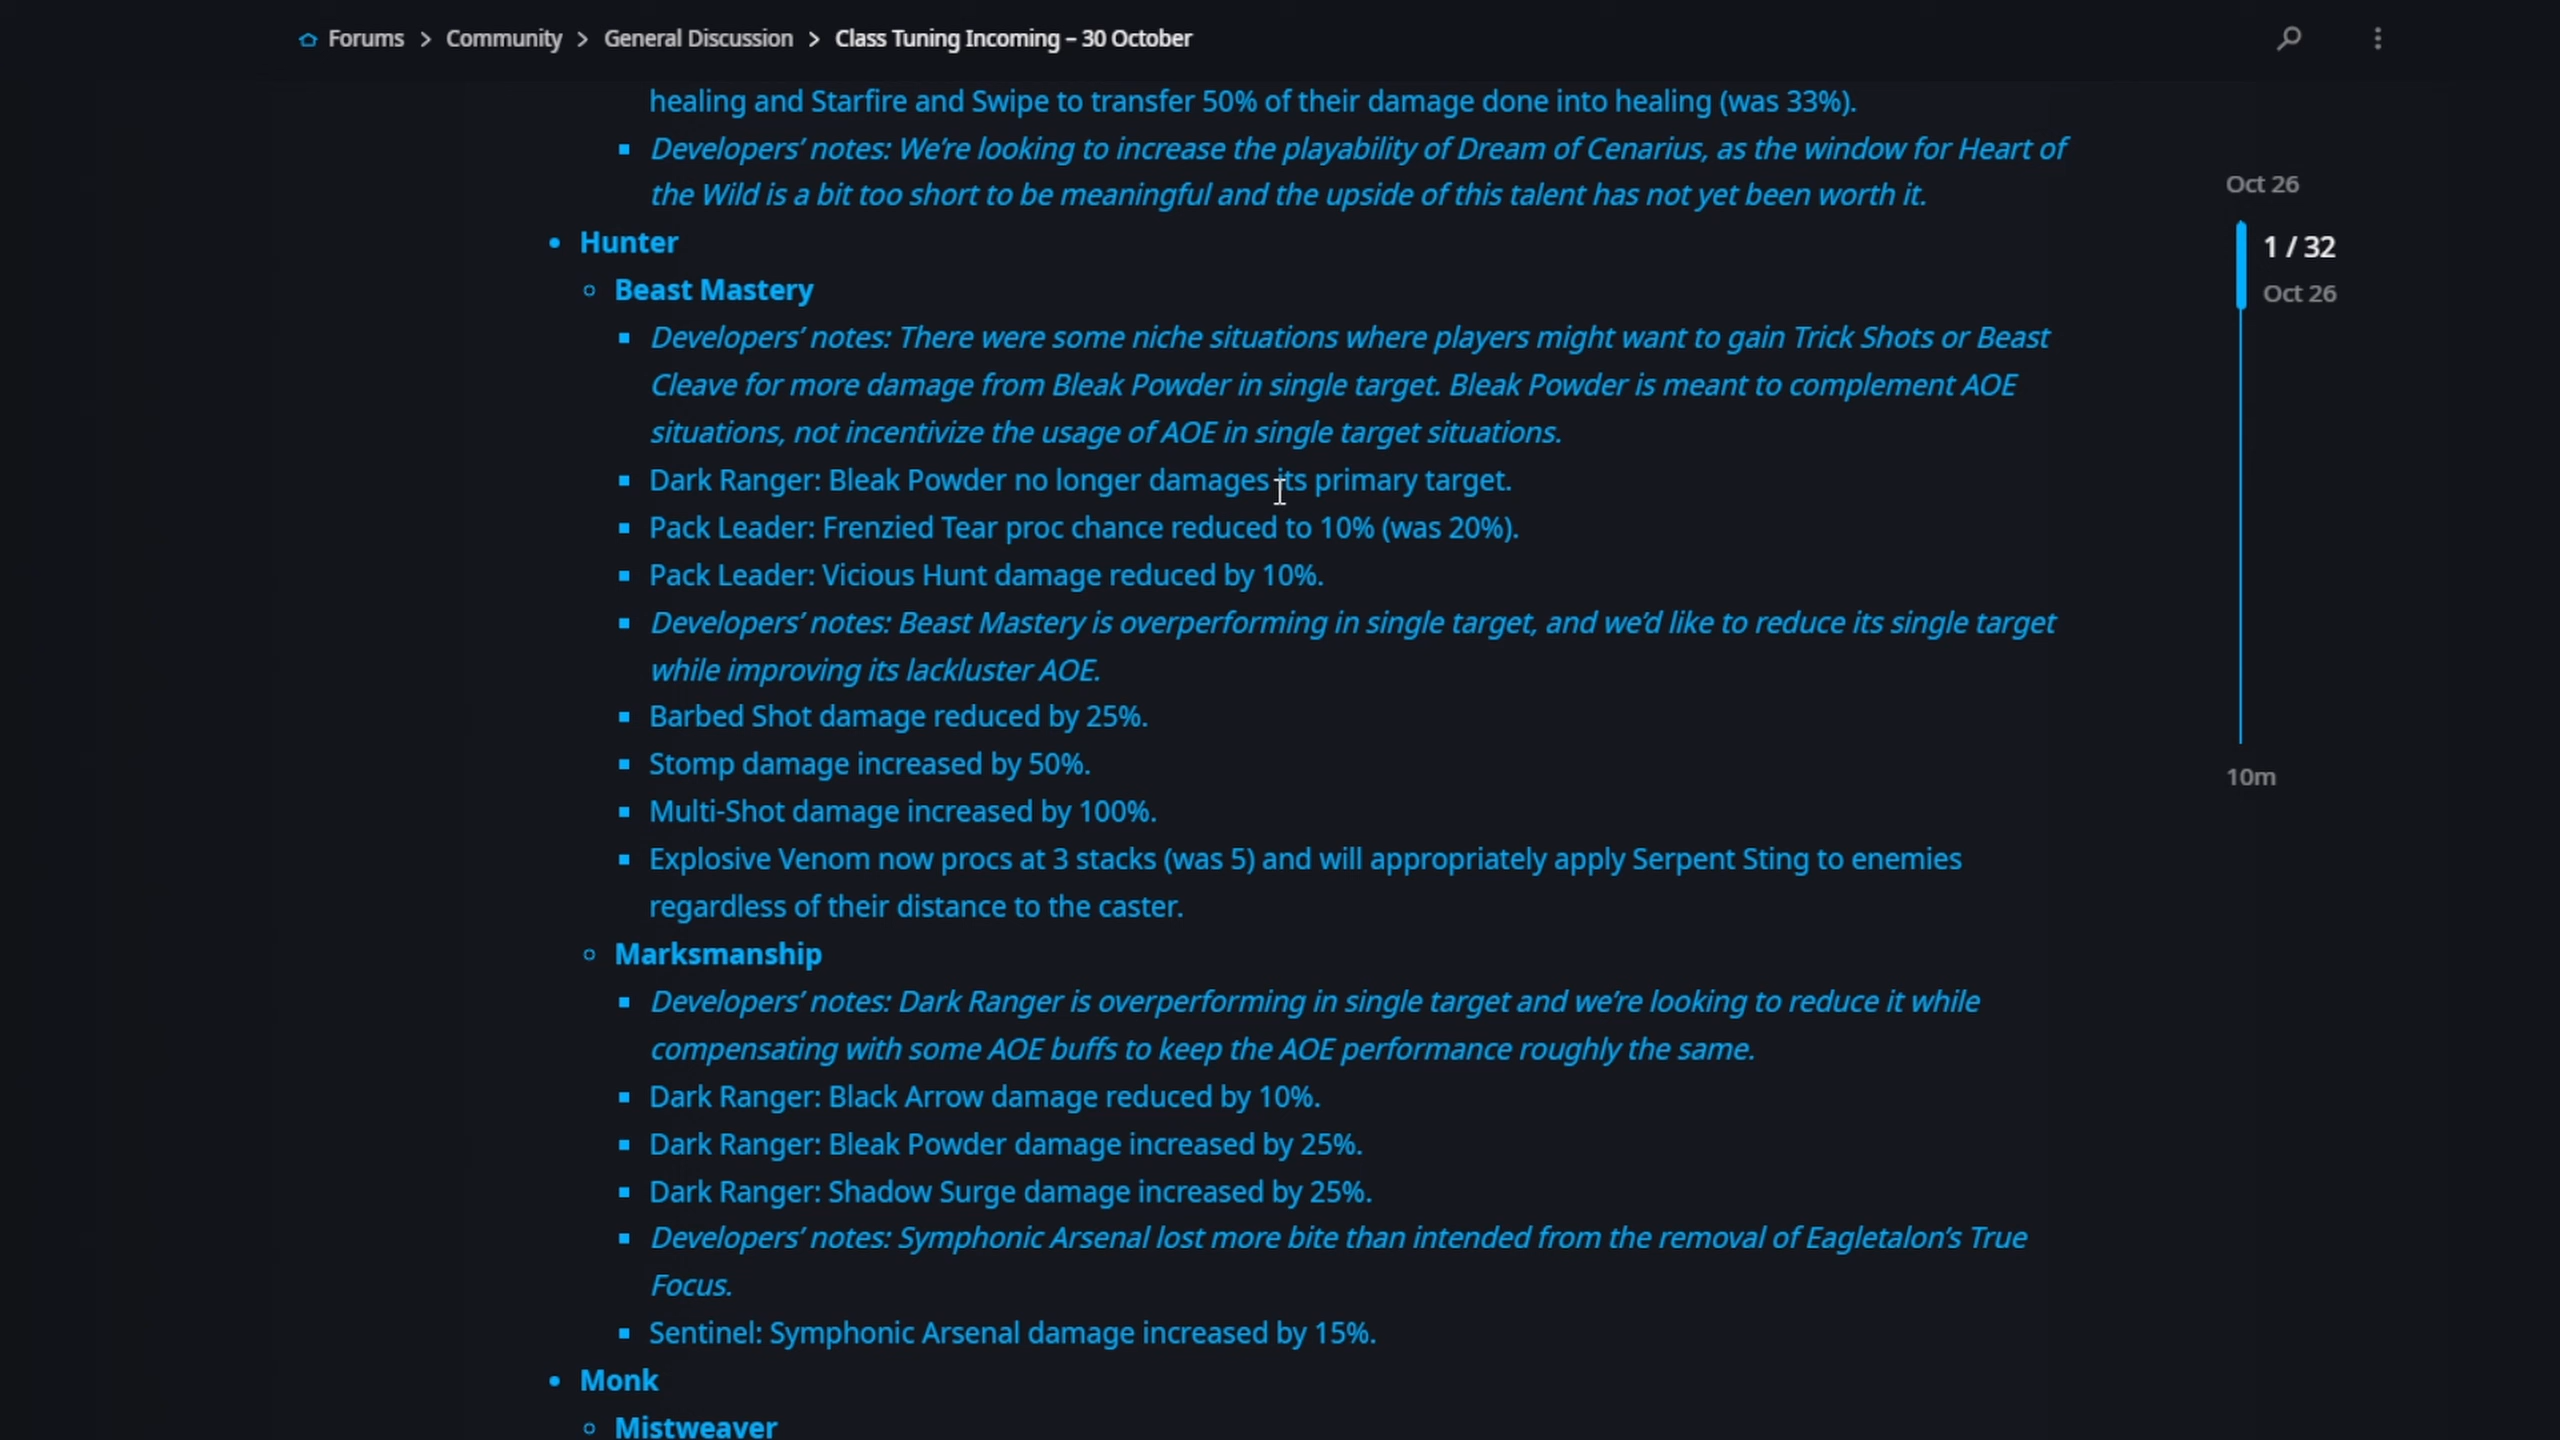 Forums > Community > General Discussion > Class Tuning Incoming – 30 October
healing and Starfire and Swipe to transfer 50% of their damage done into healing (was 33%).
Developers’ notes: We’re looking to increase the playability of Dream of Cenarius, as the window for Heart of
the Wild is a bit too short to be meaningful and the upside of this talent has not yet been worth it.
Oct 26
1 / 32
Oct 26
10m
Hunter
Beast Mastery
Developers’ notes: There were some niche situations where players might want to gain Trick Shots or Beast
Cleave for more damage from Bleak Powder in single target. Bleak Powder is meant to complement AOE
situations, not incentivize the usage of AOE in single target situations.
Dark Ranger: Bleak Powder no longer damages its primary target.
Pack Leader: Frenzied Tear proc chance reduced to 10% (was 20%).
Pack Leader: Vicious Hunt damage reduced by 10%.
Developers’ notes: Beast Mastery is overperforming in single target, and we’d like to reduce its single target
while improving its lackluster AOE.
Barbed Shot damage reduced by 25%.
Stomp damage increased by 50%.
Multi-Shot damage increased by 100%.
Explosive Venom now procs at 3 stacks (was 5) and will appropriately apply Serpent Sting to enemies
regardless of their distance to the caster.
Marksmanship
Developers’ notes: Dark Ranger is overperforming in single target and we’re looking to reduce it while
compensating with some AOE buffs to keep the AOE performance roughly the same.
Dark Ranger: Black Arrow damage reduced by 10%.
Dark Ranger: Bleak Powder damage increased by 25%.
Dark Ranger: Shadow Surge damage increased by 25%.
Developers’ notes: Symphonic Arsenal lost more bite than intended from the removal of Eagletalon’s True
Focus.
Sentinel: Symphonic Arsenal damage increased by 15%.
Monk
Mistweaver